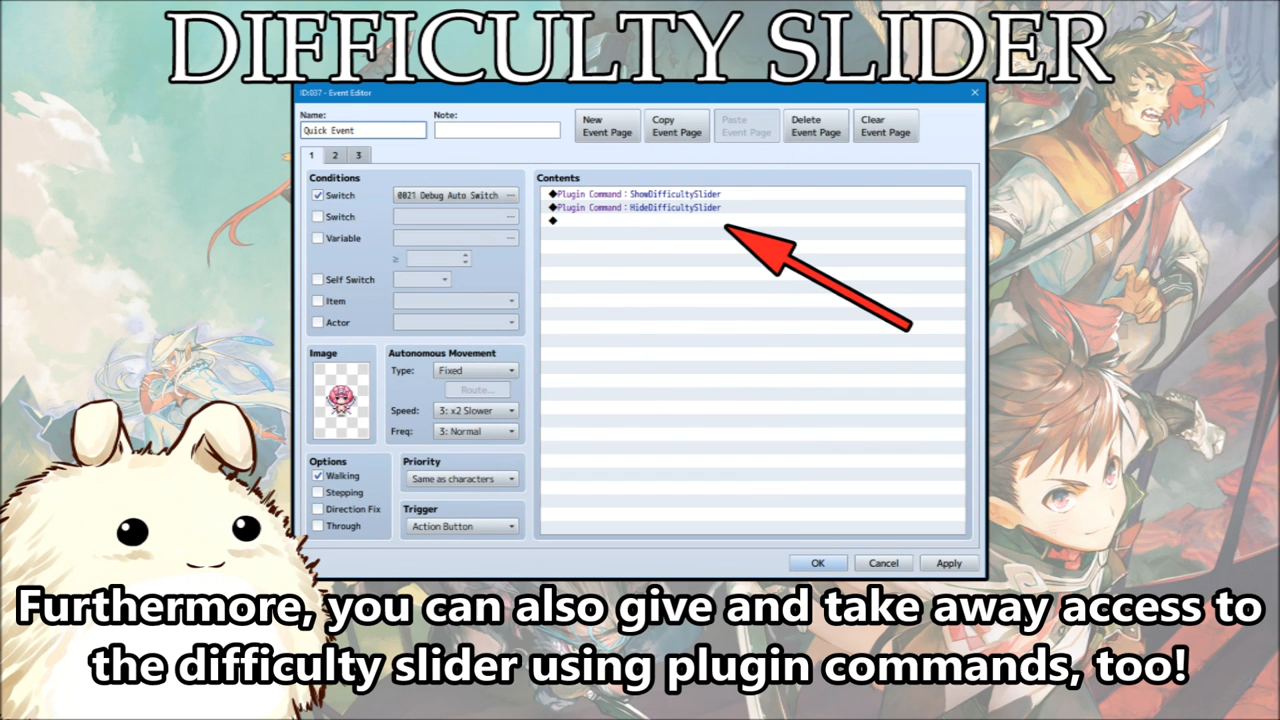 DIFFICULTY SLIDER
ID:037 - Event Editor
Name:
Note:
Quick Event
New
Event Page
Copy
Event Page
Paste
Event Page
Delete
Event Page
Clear
Event Page
1 2 3
Conditions
Switch 0021 Debug Auto Switch ...
Switch ...
Variable ...
≥
Self Switch
Item
Actor
Image
Autonomous Movement
Type: Fixed
Route...
Speed: 3: x2 Slower
Freq: 3: Normal
Options
Walking
Stepping
Direction Fix
Through
Priority
Same as characters
Trigger
Action Button
Contents
◆Plugin Command：ShowDifficultySlider
◆Plugin Command：HideDifficultySlider
◆
OK Cancel Apply
Furthermore, you can also give and take away access to
the difficulty slider using plugin commands, too!